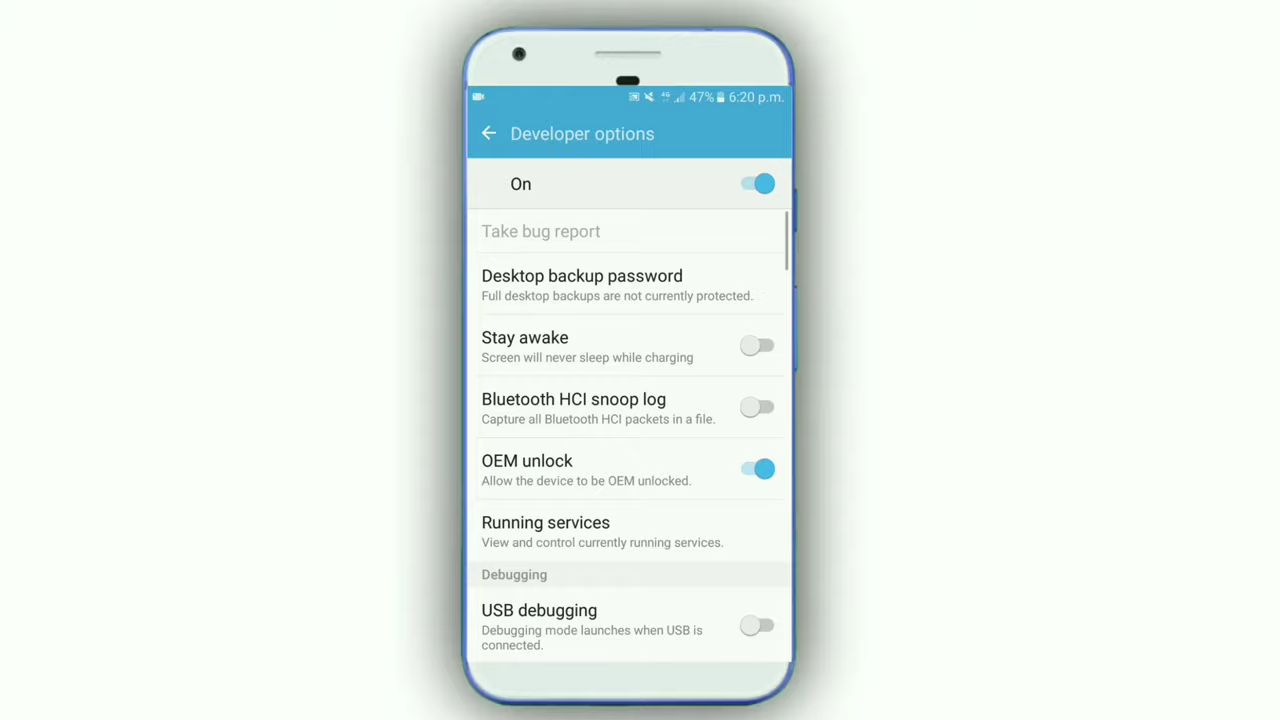 4G 47% 6:20 p.m.
Developer options
On
Take bug report
Desktop backup password
Full desktop backups are not currently protected.
Stay awake
Screen will never sleep while charging
Bluetooth HCI snoop log
Capture all Bluetooth HCI packets in a file.
OEM unlock
Allow the device to be OEM unlocked.
Running services
View and control currently running services.
Debugging
USB debugging
Debugging mode launches when USB is
connected.